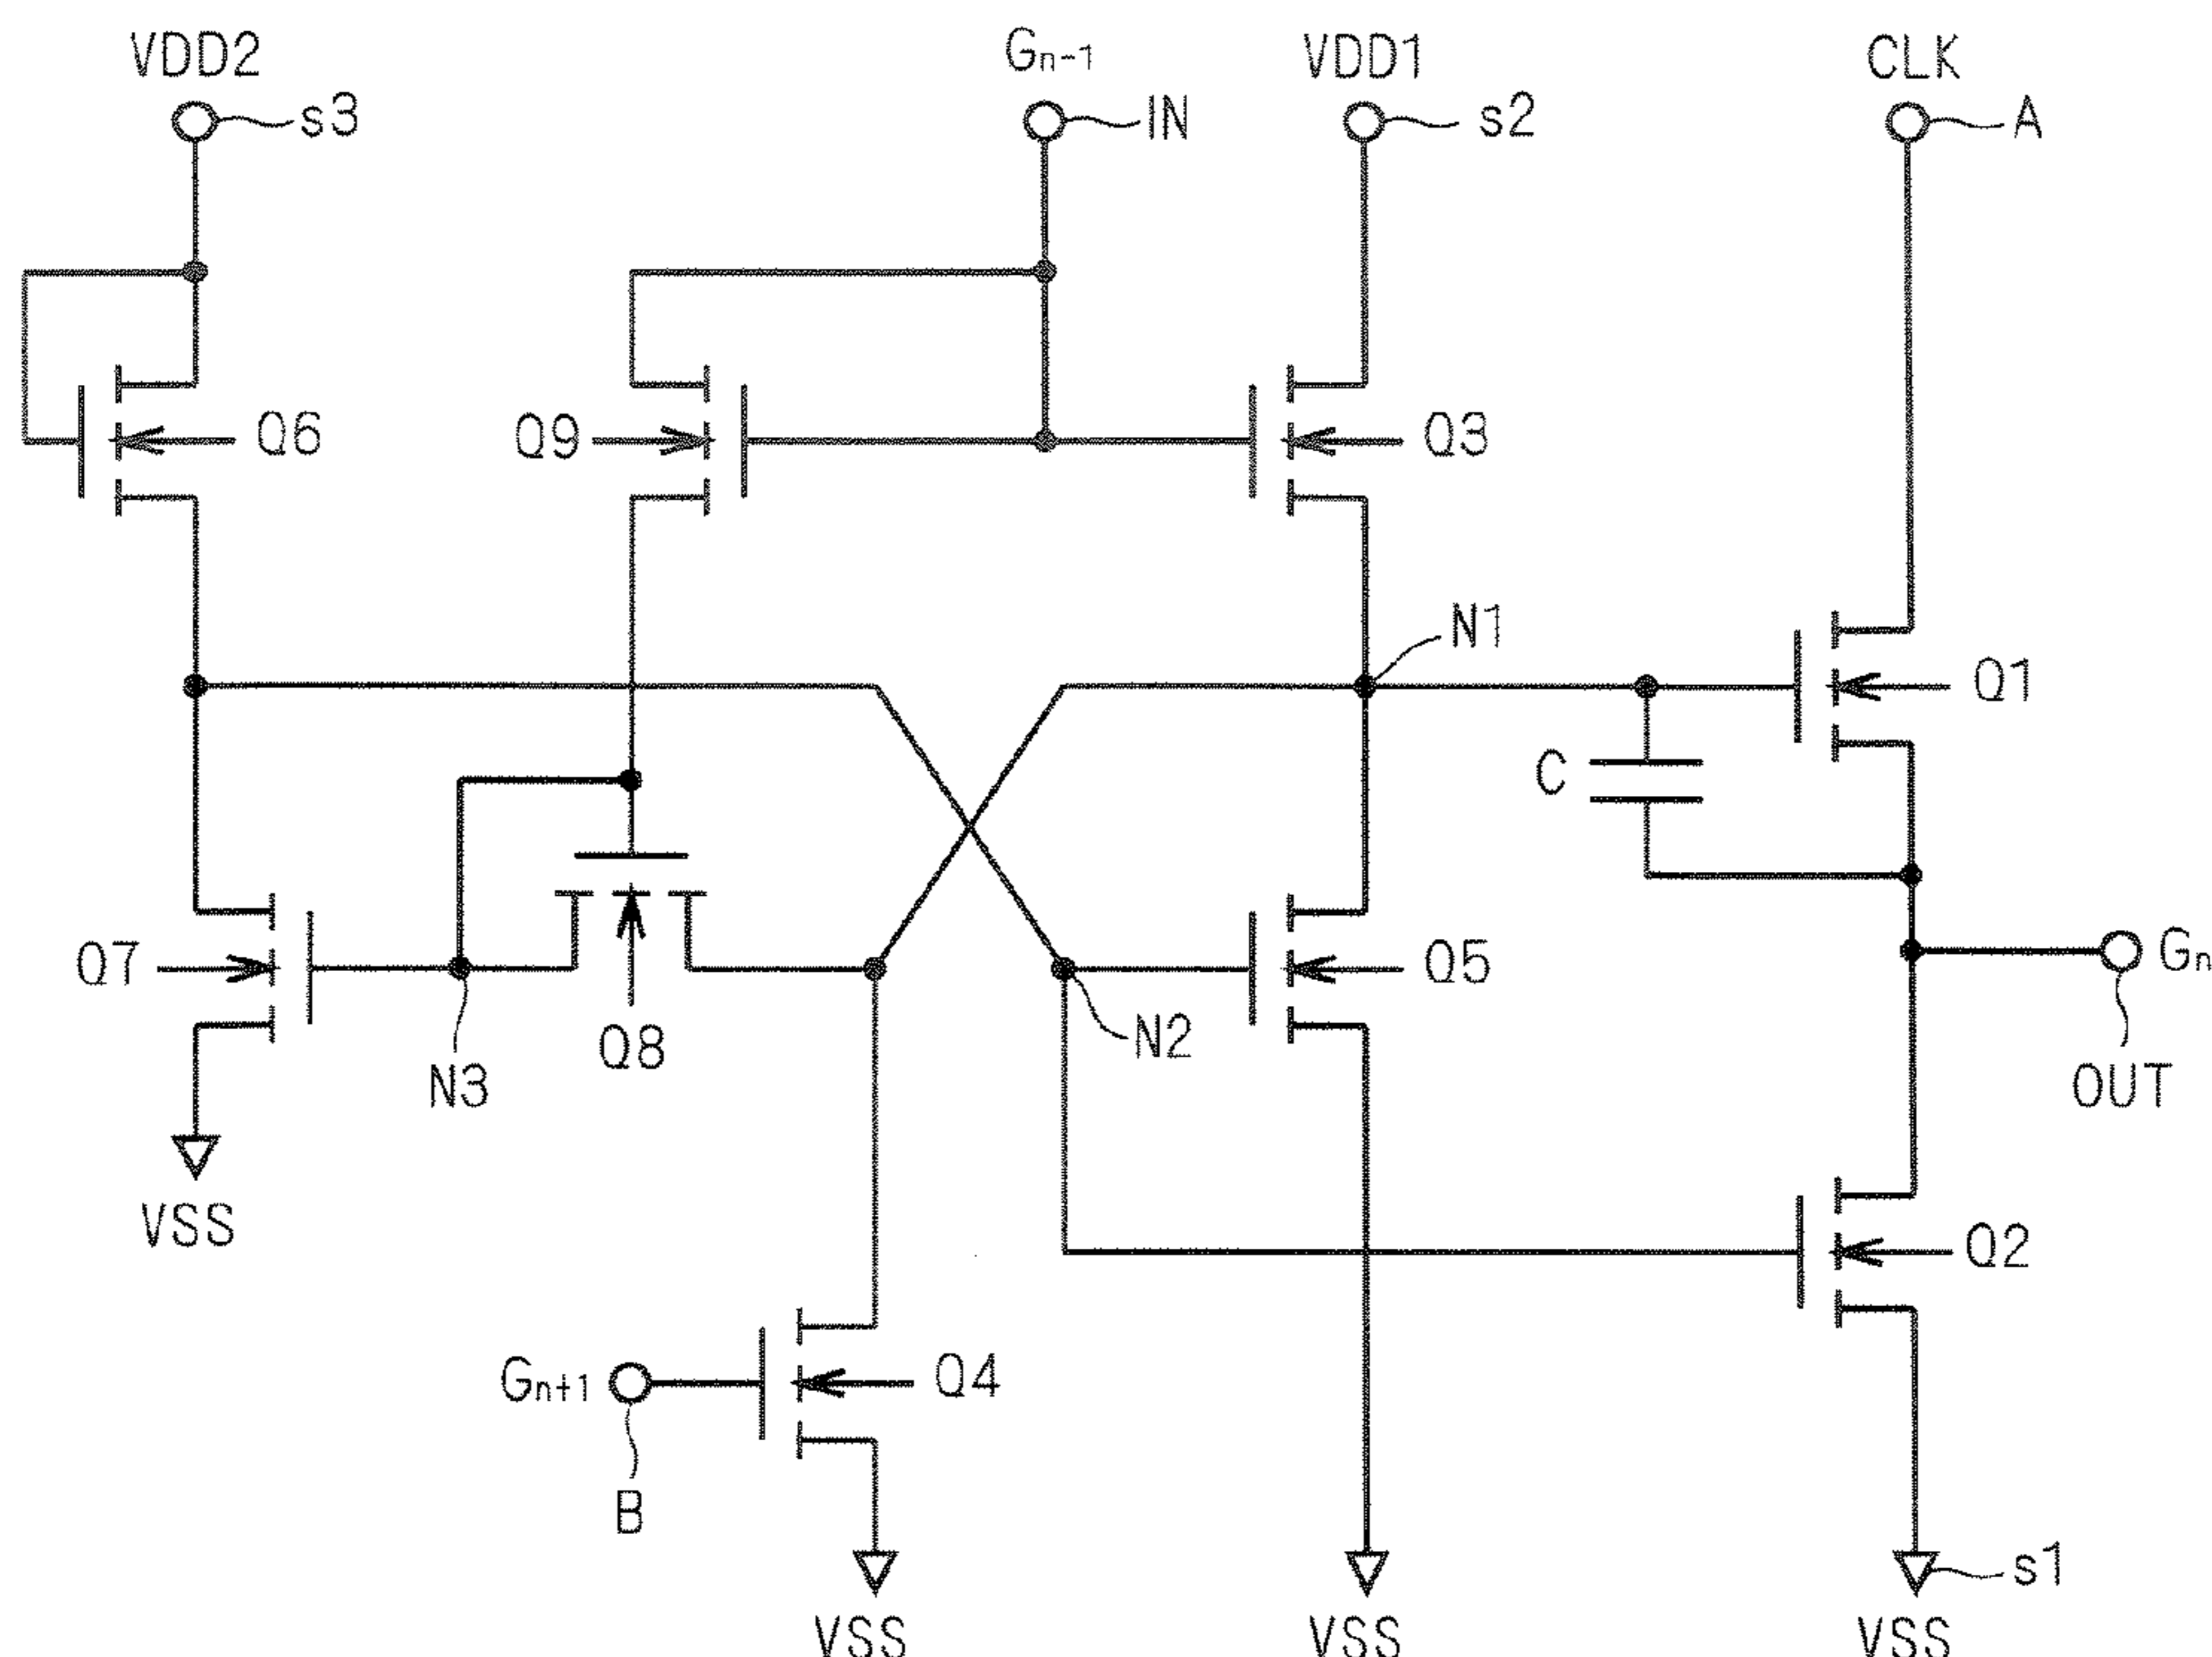 VDD2
Gn-1
VDD1
CLK
s3
IN
s2
A
Q6
Q9
Q3
N1
Q1
C
Q7
Q8
N3
N2
Q5
Gn
OUT
VSS
Q2
Gn+1
Q4
B
s1
VSS
VSS
VSS